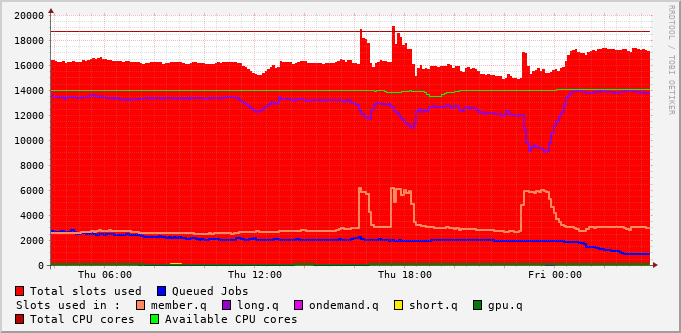 20000
18000
16000
14000
12000
10000
8000
6000
4000
2000
0
Thu 06:00 Thu 12:00 Thu 18:00 Fri 00:00
Total slots used Queued Jobs
Slots used in : member.q long.q ondemand.q short.q gpu.q
Total CPU cores Available CPU cores
RRDTOOL / TOBI OETIKER